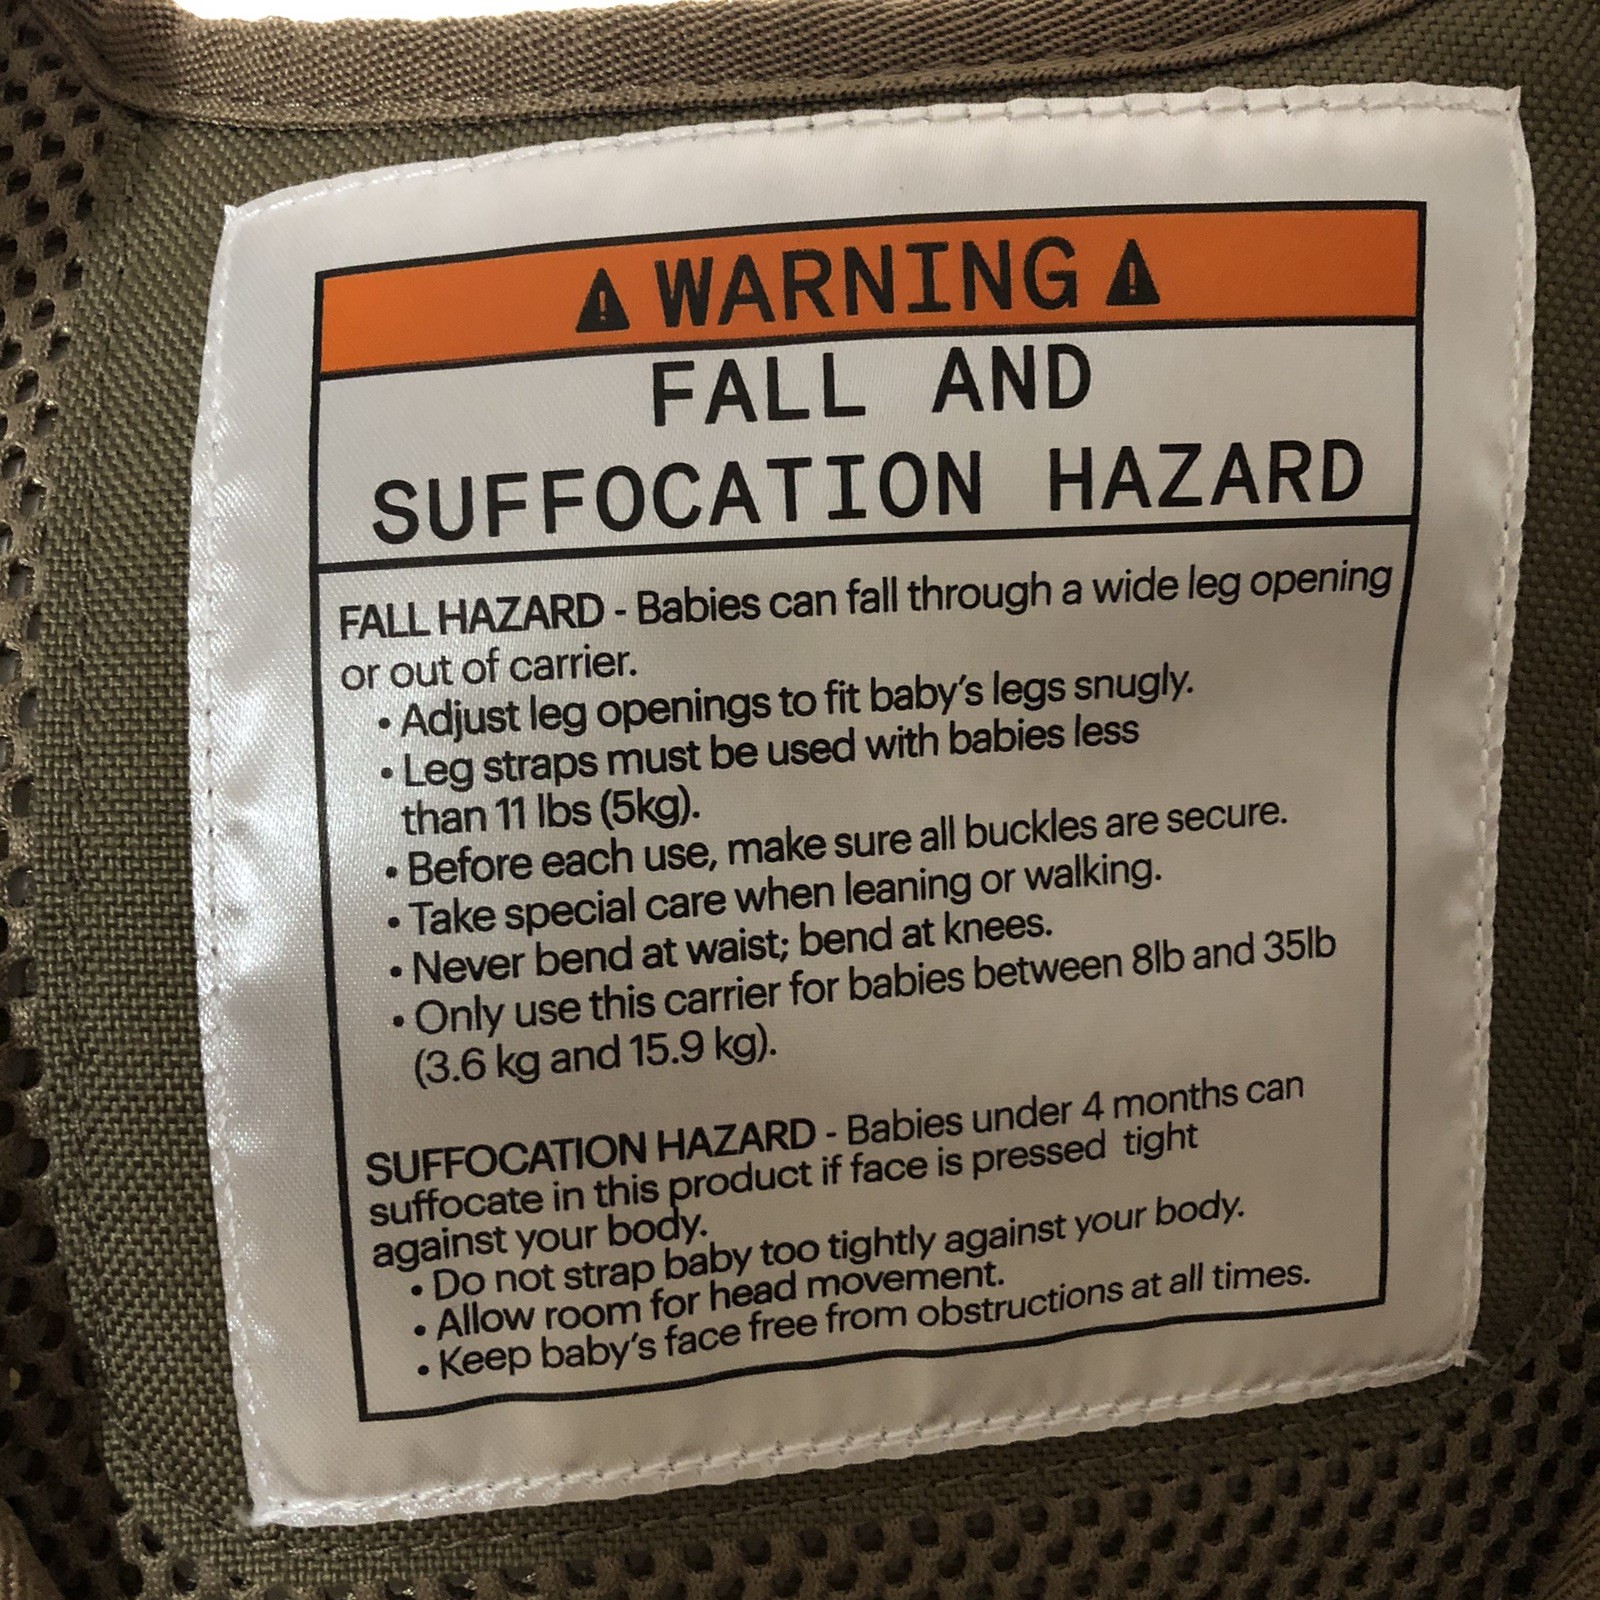 WARNING
FALL AND
SUFFOCATION HAZARD
FALL HAZARD - Babies can fall through a wide leg opening
or out of carrier.
• Adjust leg openings to fit baby's legs snugly.
• Leg straps must be used with babies less
than 11 lbs (5kg).
• Before each use, make sure all buckles are secure.
• Take special care when leaning or walking.
• Never bend at waist; bend at knees.
• Only use this carrier for babies between 8lb and 35lb
(3.6 kg and 15.9 kg).
SUFFOCATION HAZARD - Babies under 4 months can
suffocate in this product if face is pressed tight
against your body.
• Do not strap baby too tightly against your body.
• Allow room for head movement.
• Keep baby's face free from obstructions at all times.